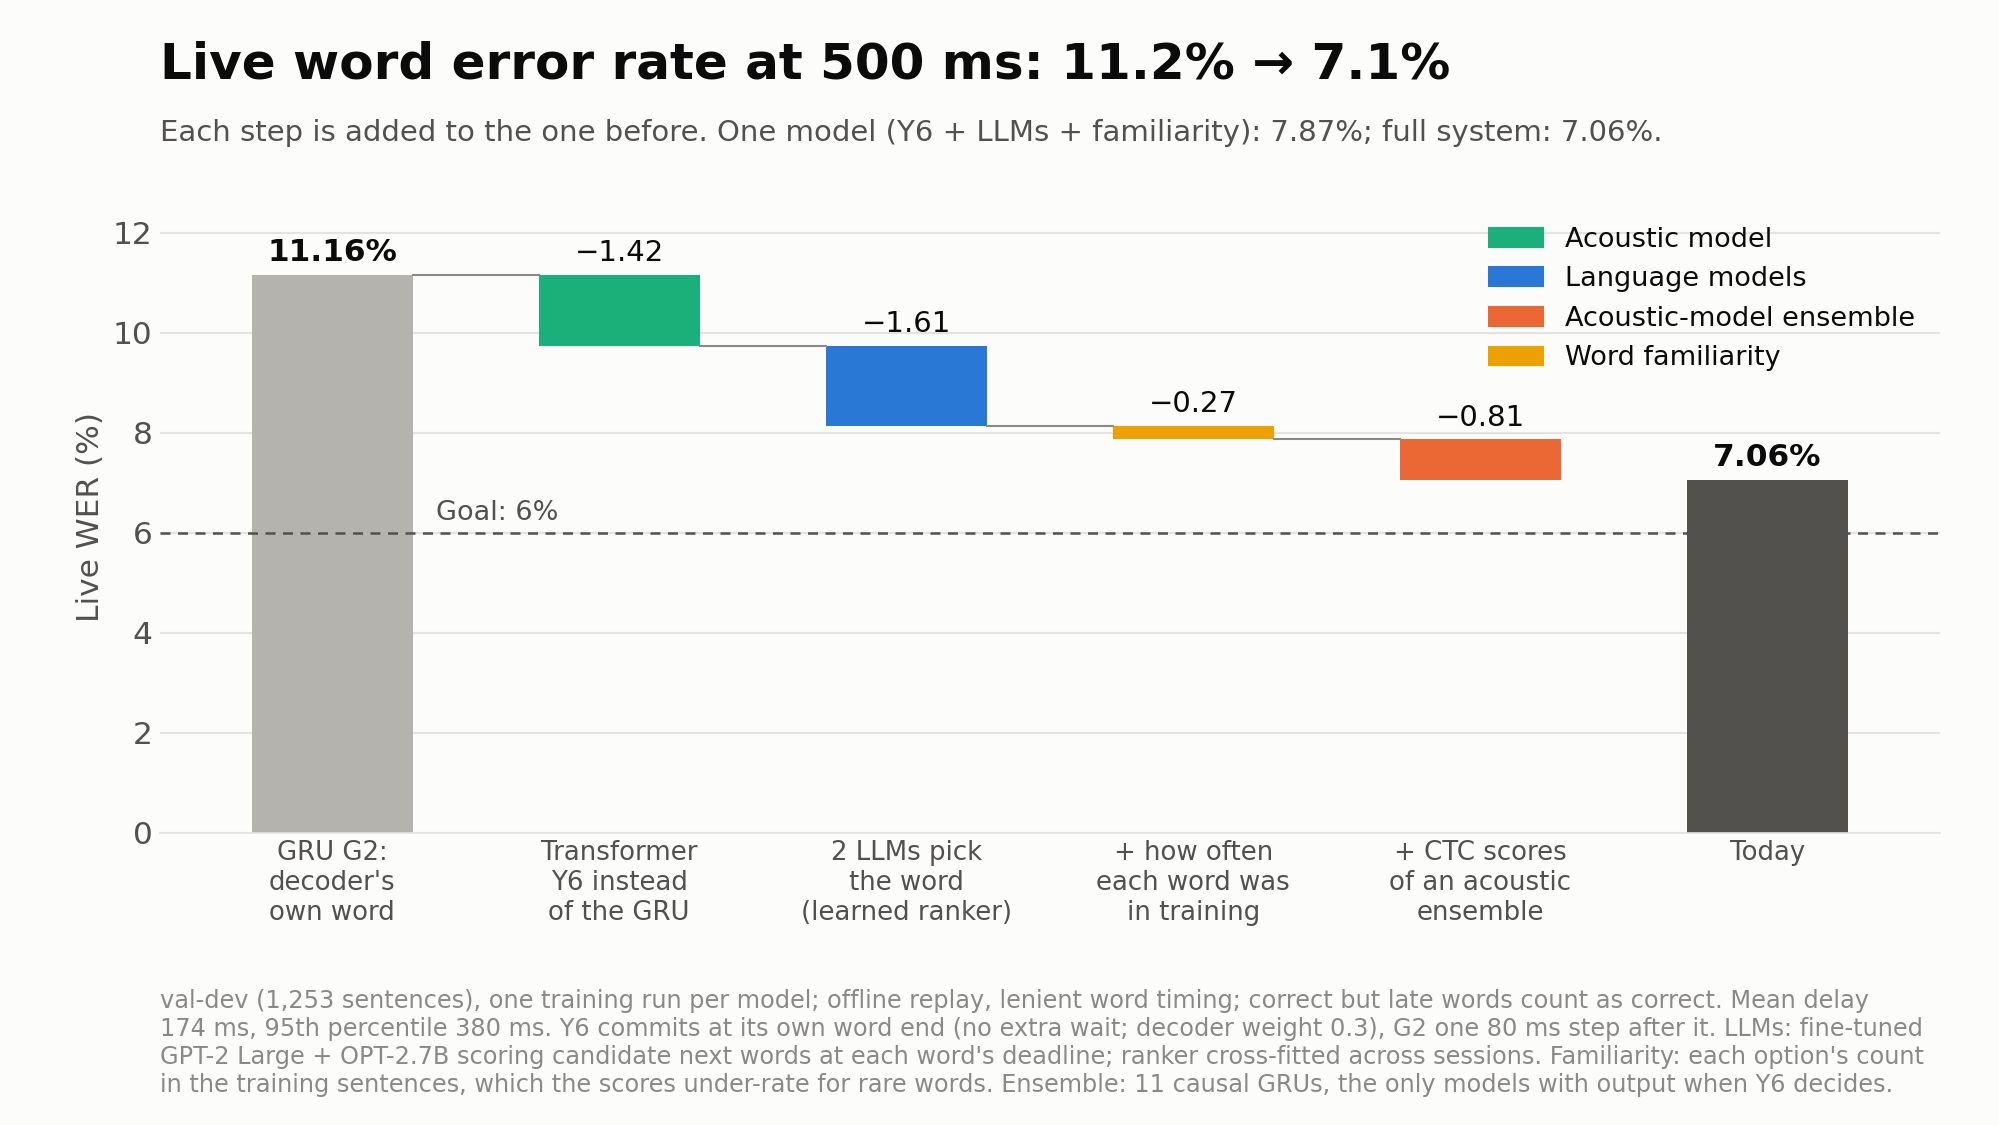 Live word error rate at 500 ms: 11.2% → 7.1%
Each step is added to the one before. One model (Y6 + LLMs + familiarity): 7.87%; full system: 7.06%.
Live WER (%)
12
10
8
6
4
2
0
11.16%
−1.42
−1.61
−0.27
−0.81
7.06%
Goal: 6%
Acoustic model
Language models
Acoustic-model ensemble
Word familiarity
GRU G2:
decoder's
own word
Transformer
Y6 instead
of the GRU
2 LLMs pick
the word
(learned ranker)
+ how often
each word was
in training
+ CTC scores
of an acoustic
ensemble
Today
val-dev (1,253 sentences), one training run per model; offline replay, lenient word timing; correct but late words count as correct. Mean delay
174 ms, 95th percentile 380 ms. Y6 commits at its own word end (no extra wait; decoder weight 0.3), G2 one 80 ms step after it. LLMs: fine-tuned
GPT-2 Large + OPT-2.7B scoring candidate next words at each word's deadline; ranker cross-fitted across sessions. Familiarity: each option's count
in the training sentences, which the scores under-rate for rare words. Ensemble: 11 causal GRUs, the only models with output when Y6 decides.